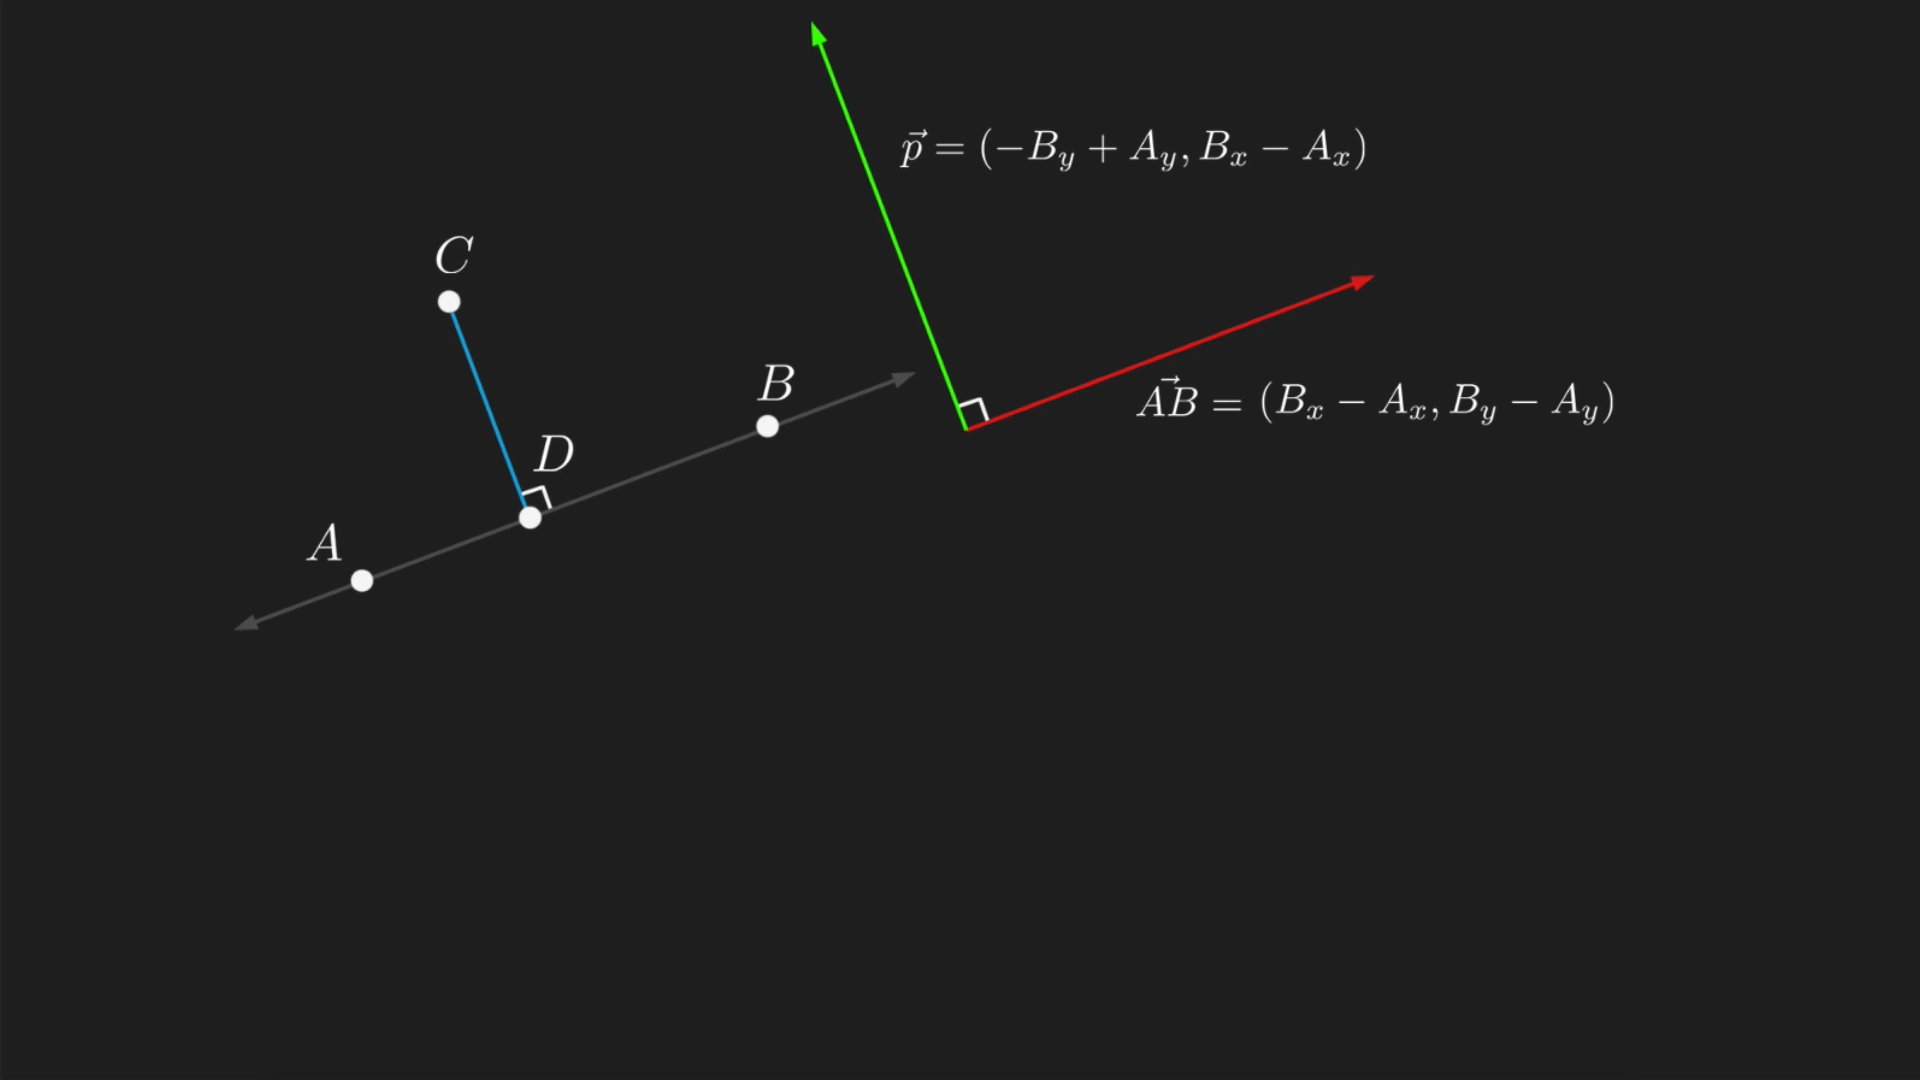 p⃗ = (−B_y + A_y, B_x − A_x)
C
B
AB⃗ = (B_x − A_x, B_y − A_y)
D
A